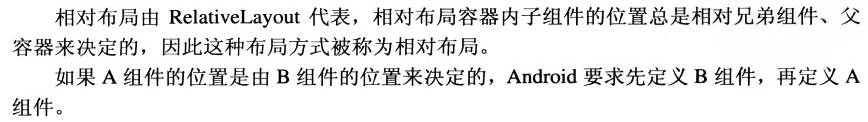 相对布局由 RelativeLayout 代表，相对布局容器内子组件的位置总是相对兄弟组件、父
容器来决定的，因此这种布局方式被称为相对布局。
如果 A 组件的位置是由 B 组件的位置来决定的，Android 要求先定义 B 组件，再定义 A
组件。